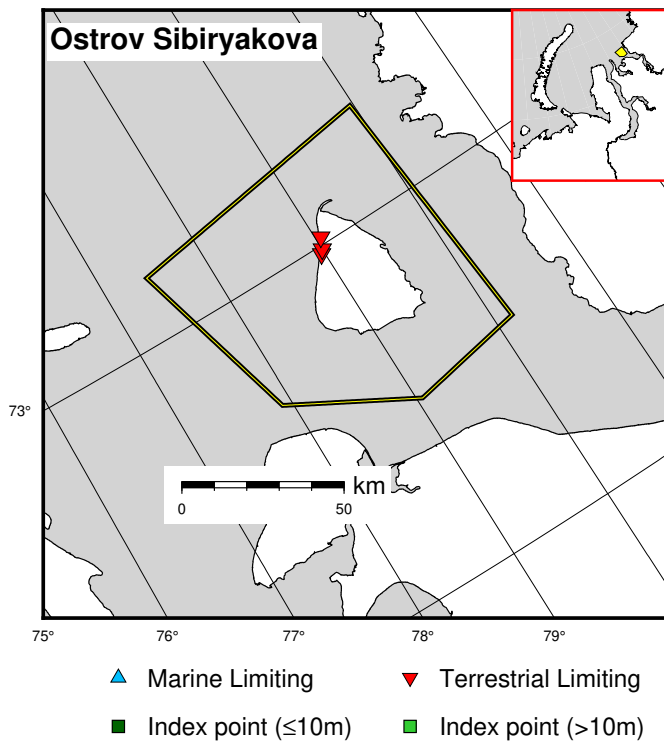 Ostrov Sibiryakova
73°
km
0 50
75° 76° 77° 78° 79°
Marine Limiting Terrestrial Limiting
Index point (≤10m) Index point (>10m)